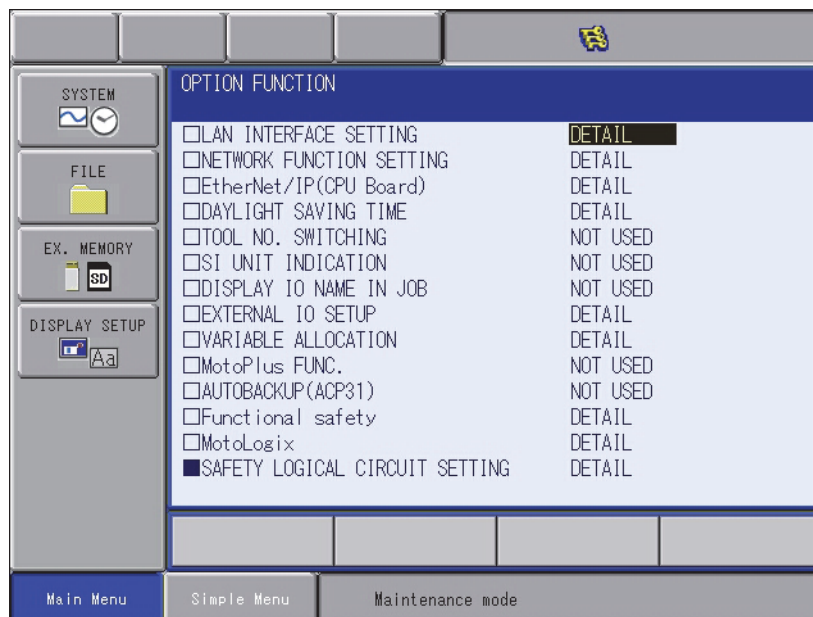 OPTION FUNCTION
SYSTEM
FILE
EX. MEMORY
SD
DISPLAY SETUP
Aa
□LAN INTERFACE SETTING DETAIL
□NETWORK FUNCTION SETTING DETAIL
□EtherNet/IP(CPU Board) DETAIL
□DAYLIGHT SAVING TIME DETAIL
□TOOL NO. SWITCHING NOT USED
□SI UNIT INDICATION NOT USED
□DISPLAY IO NAME IN JOB NOT USED
□EXTERNAL IO SETUP DETAIL
□VARIABLE ALLOCATION DETAIL
□MotoPlus FUNC. NOT USED
□AUTOBACKUP(ACP31) NOT USED
□Functional safety DETAIL
□MotoLogix DETAIL
■SAFETY LOGICAL CIRCUIT SETTING DETAIL
Main Menu
Simple Menu
Maintenance mode